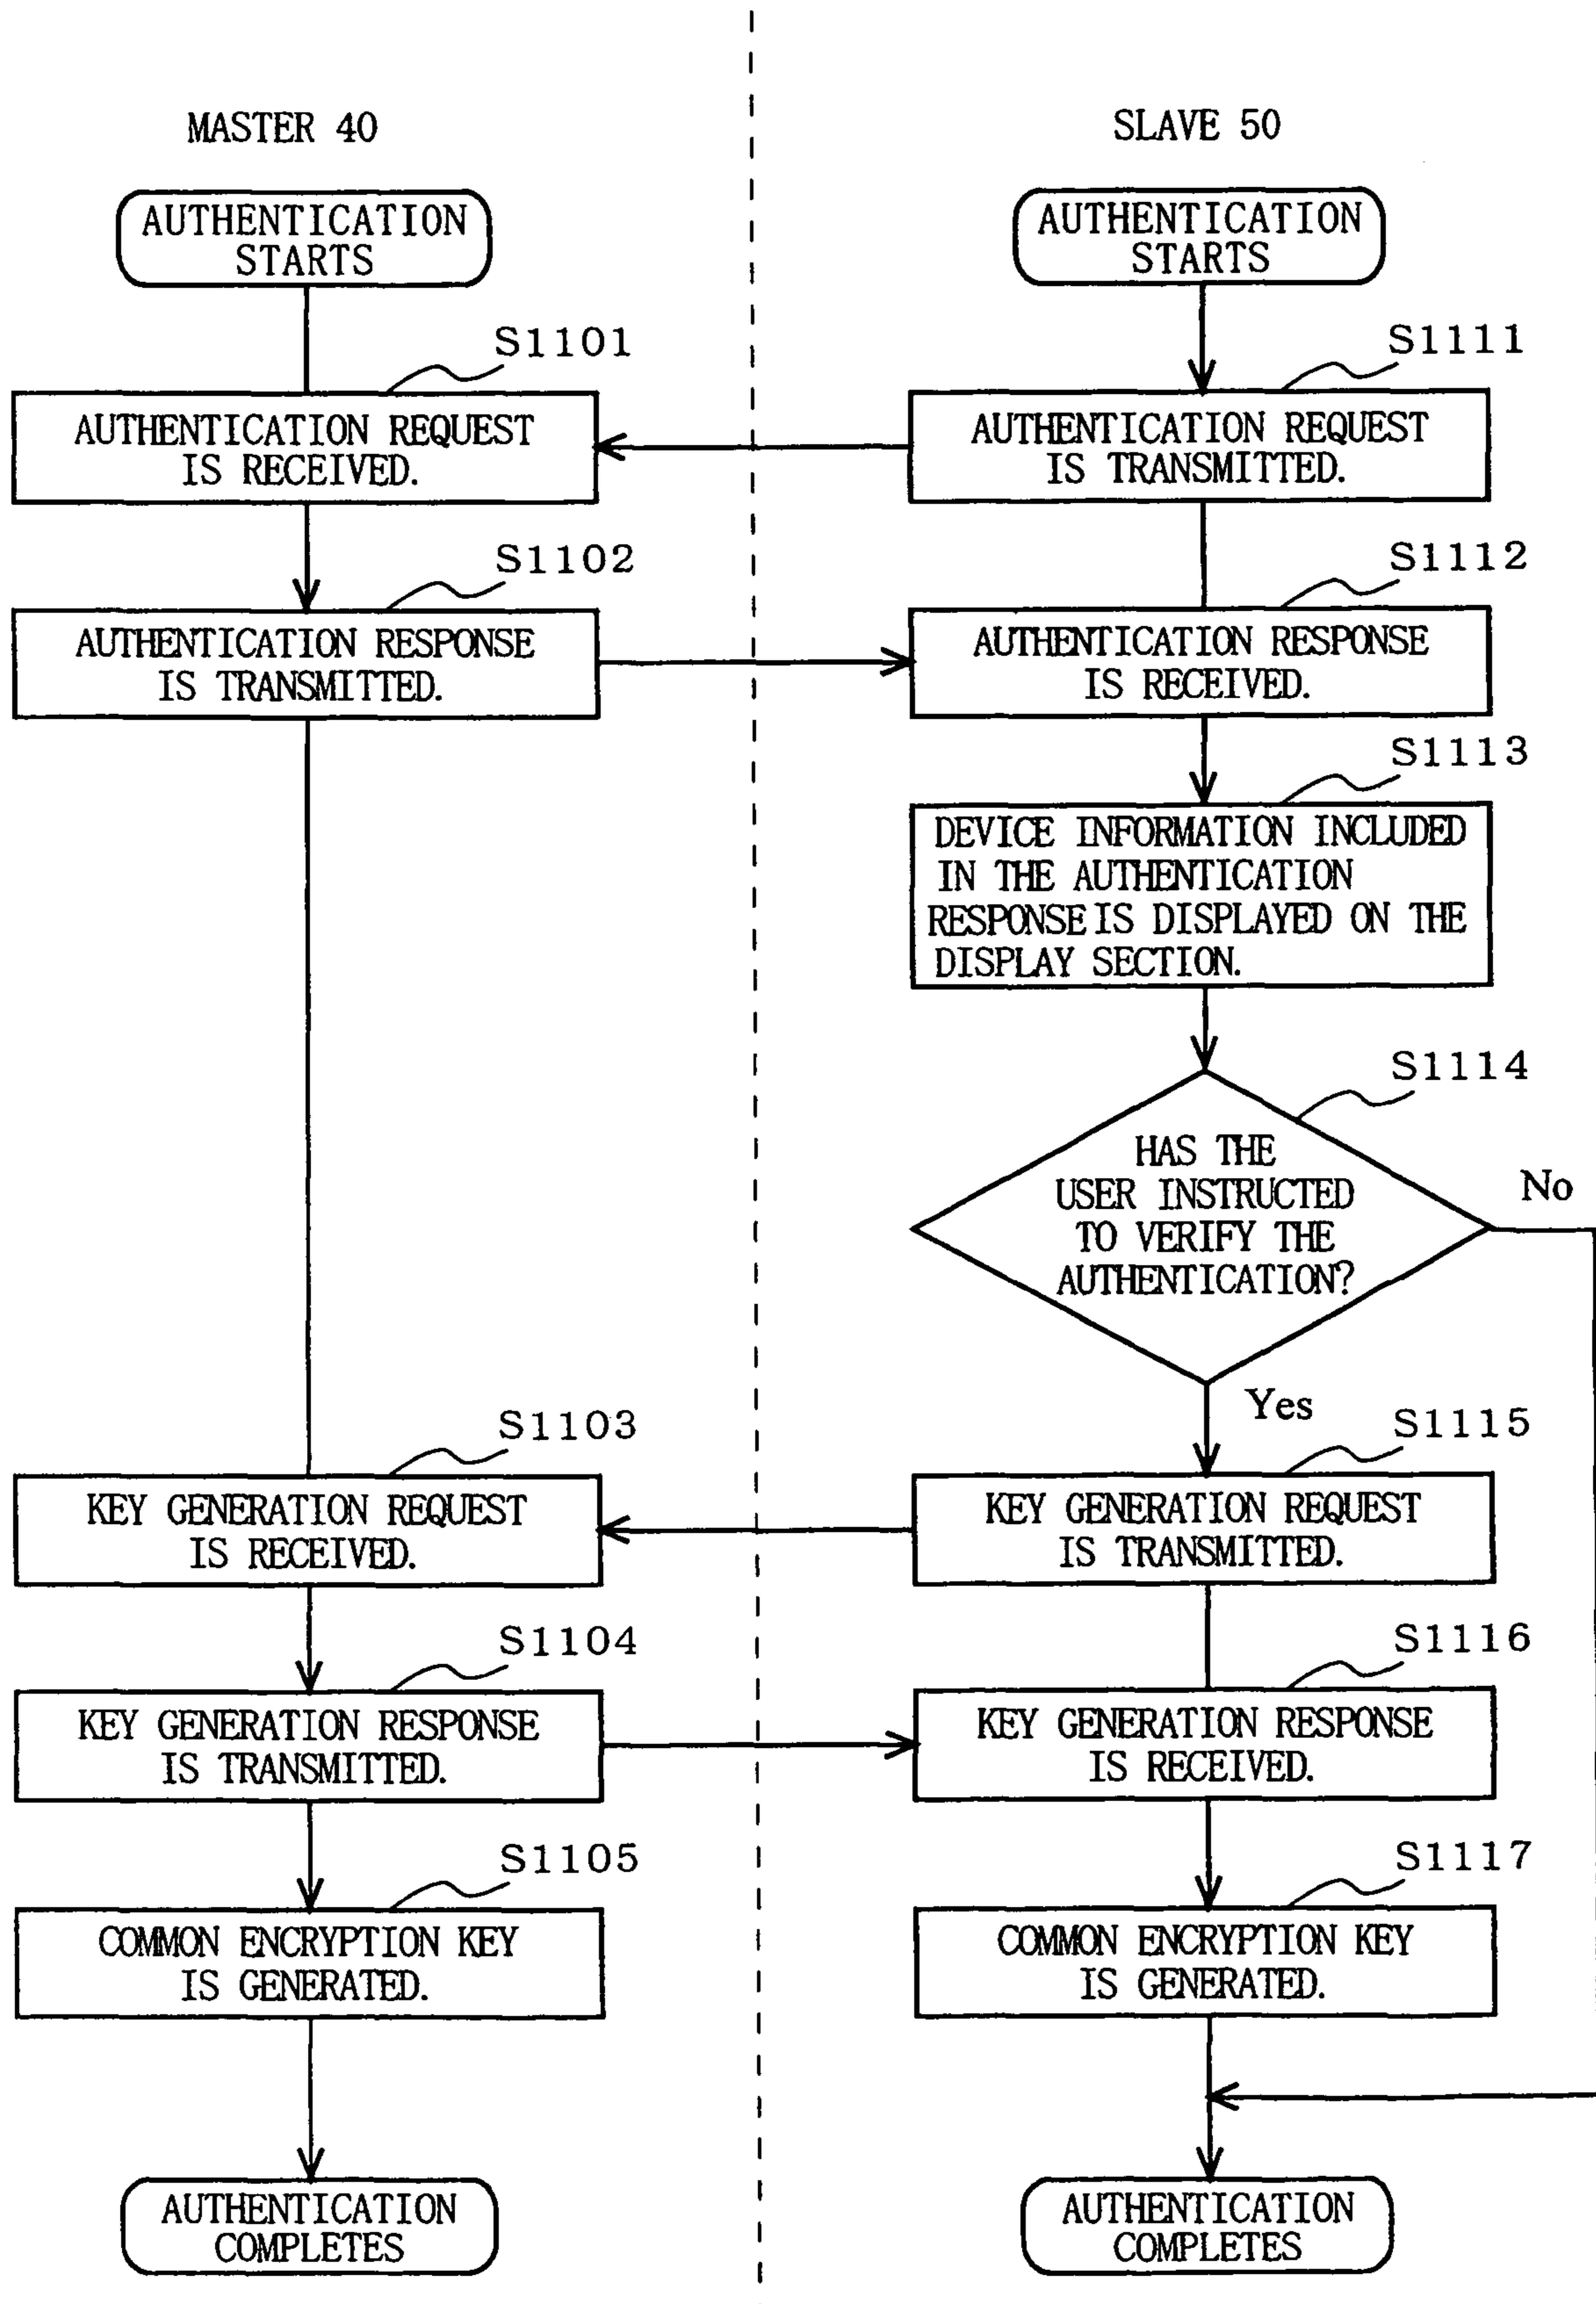 MASTER 40
AUTHENTICATION
STARTS
S1101
AUTHENTICATION REQUEST
IS RECEIVED.
S1102
AUTHENTICATION RESPONSE
IS TRANSMITTED.
S1103
KEY GENERATION REQUEST
IS RECEIVED.
S1104
KEY GENERATION RESPONSE
IS TRANSMITTED.
S1105
COMMON ENCRYPTION KEY
IS GENERATED.
AUTHENTICATION
COMPLETES
SLAVE 50
AUTHENTICATION
STARTS
S1111
AUTHENTICATION REQUEST
IS TRANSMITTED.
S1112
AUTHENTICATION RESPONSE
IS RECEIVED.
S1113
DEVICE INFORMATION INCLUDED
IN THE AUTHENTICATION
RESPONSE IS DISPLAYED ON THE
DISPLAY SECTION.
S1114
HAS THE
USER INSTRUCTED
TO VERIFY THE
AUTHENTICATION?
No
Yes
S1115
KEY GENERATION REQUEST
IS TRANSMITTED.
S1116
KEY GENERATION RESPONSE
IS RECEIVED.
S1117
COMMON ENCRYPTION KEY
IS GENERATED.
AUTHENTICATION
COMPLETES